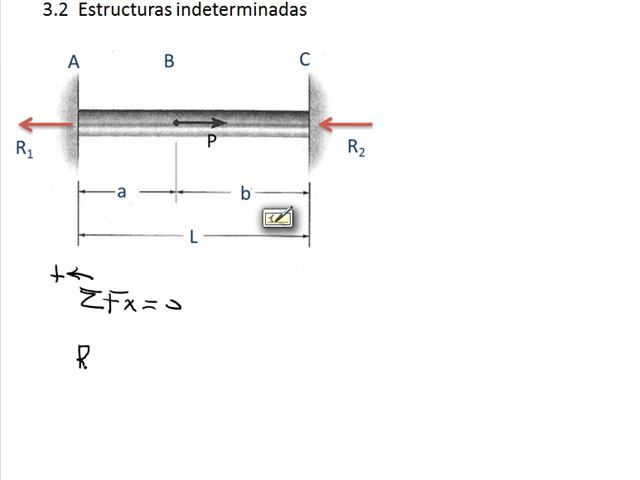 3.2 Estructuras indeterminadas
A B C
R₁ P R₂
a b
L
+←
ΣFx=0
R